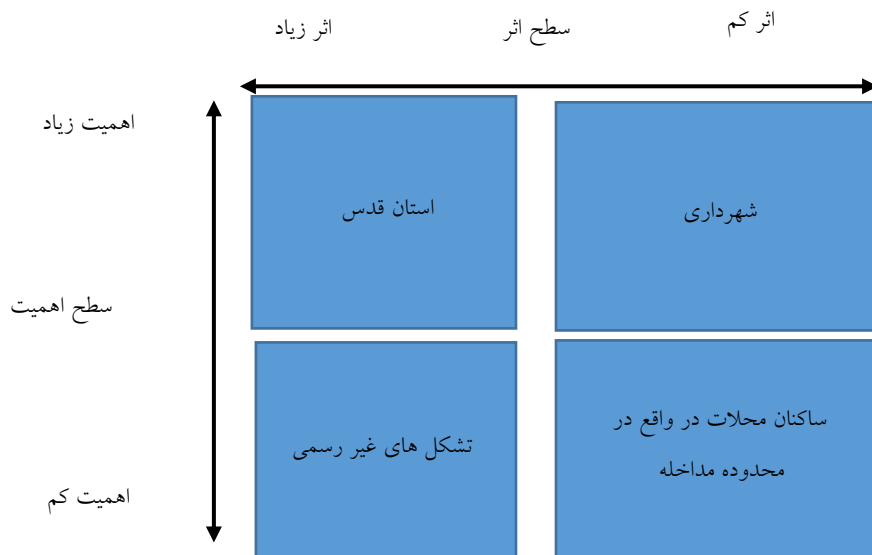 اثر کم
سطح اثر
اثر زیاد
اهمیت زیاد
شهرداری
استان قدس
سطح اهمیت
ساکنان محلات در واقع در
محدوده مداخله
تشکل های غیر رسمی
اهمیت کم